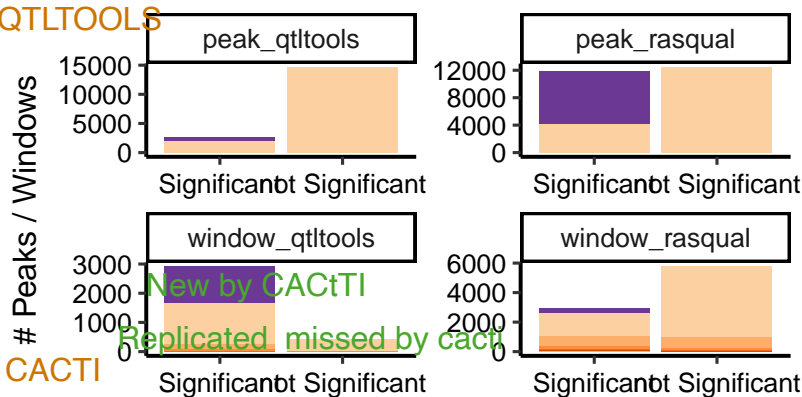 QTLTOOLS
# Peaks / Windows
peak_qtltools
15000
10000
5000
0
Significant
not Significant
peak_rasqual
12000
8000
4000
0
Significant
not Significant
window_qtltools
3000
2000
1000
0
New by CACtTI
Replicated missed by cacti
Significant
not Significant
window_rasqual
6000
4000
2000
0
Significant
not Significant
CACTI